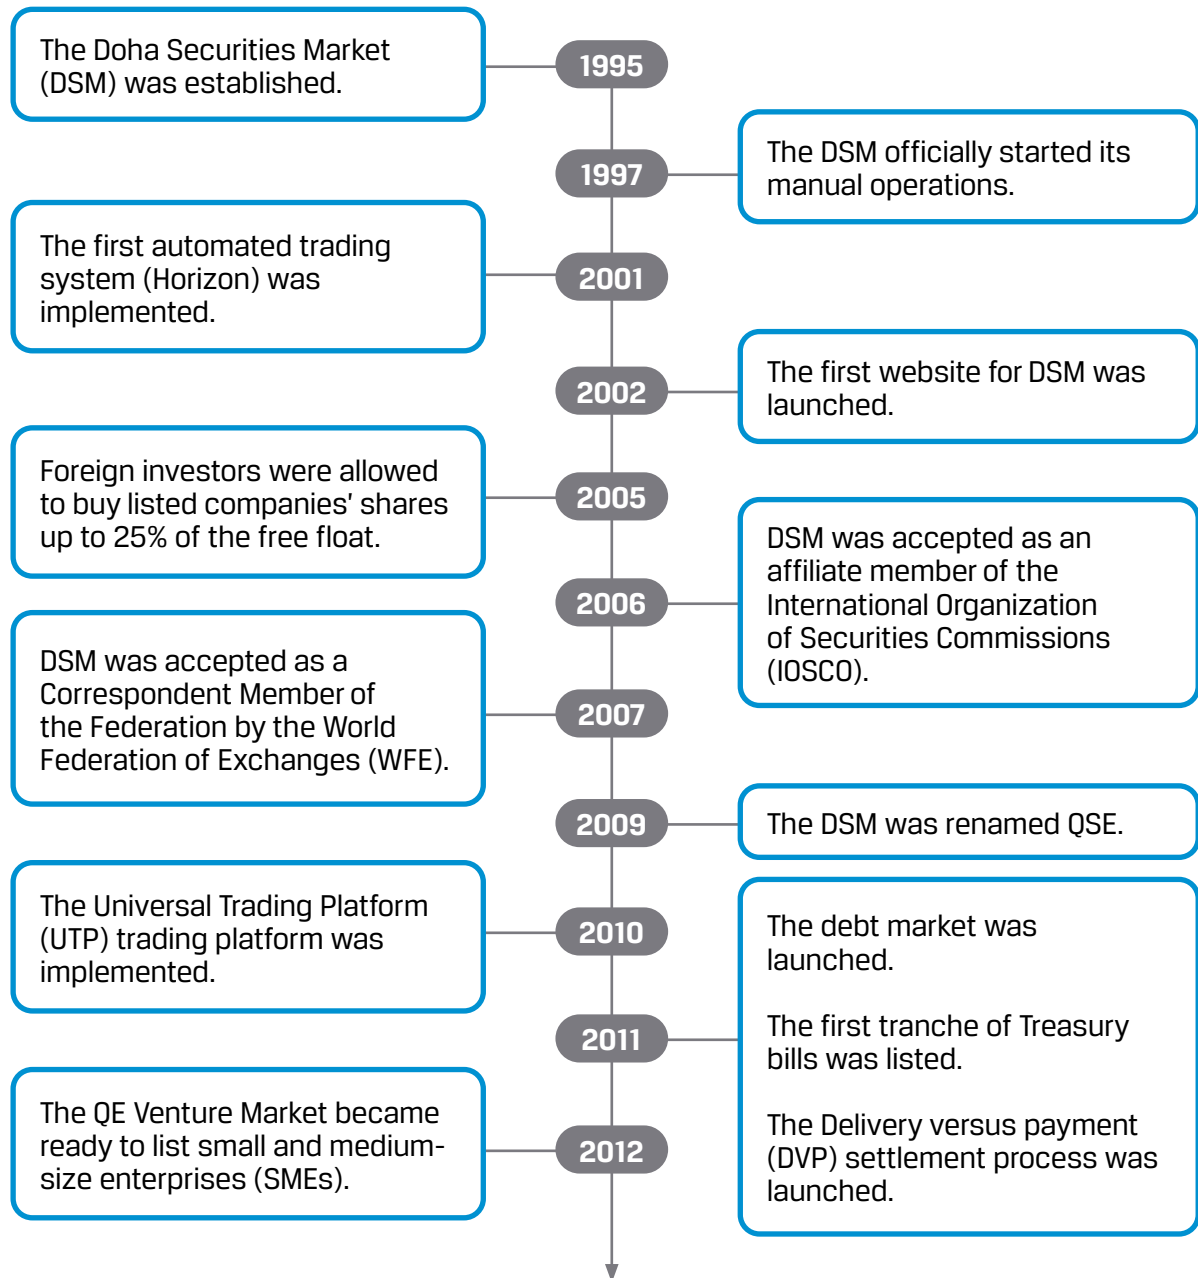 The Doha Securities Market
(DSM) was established.
1995
1997
The DSM officially started its
manual operations.
The first automated trading
system (Horizon) was
implemented.
2001
2002
The first website for DSM was
launched.
Foreign investors were allowed
to buy listed companies' shares
up to 25% of the free float.
2005
2006
DSM was accepted as an
affiliate member of the
International Organization
of Securities Commissions
(IOSCO).
DSM was accepted as a
Correspondent Member of
the Federation by the World
Federation of Exchanges (WFE).
2007
2009
The DSM was renamed QSE.
The Universal Trading Platform
(UTP) trading platform was
implemented.
2010
2011
The debt market was
launched.
The first tranche of Treasury
bills was listed.
The Delivery versus payment
(DVP) settlement process was
launched.
The QE Venture Market became
ready to list small and medium-
size enterprises (SMEs).
2012